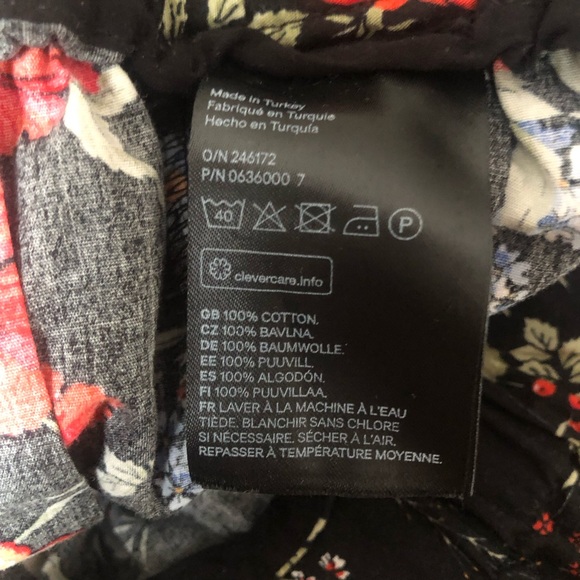 Made in Turkey
Fabriqué en Turquie
Hecho en Turquía
O/N 246172
P/N 0636000 7
40 P
clevercare.info
GB 100% COTTON.
CZ 100% BAVLNA.
DE 100% BAUMWOLLE.
EE 100% PUUVILL.
ES 100% ALGODÓN.
FI 100% PUUVILLAA.
FR LAVER À LA MACHINE À L'EAU
TIÈDE. BLANCHIR SANS CHLORE
SI NÉCESSAIRE. SÉCHER À L'AIR.
REPASSER À TEMPÉRATURE MOYENNE.